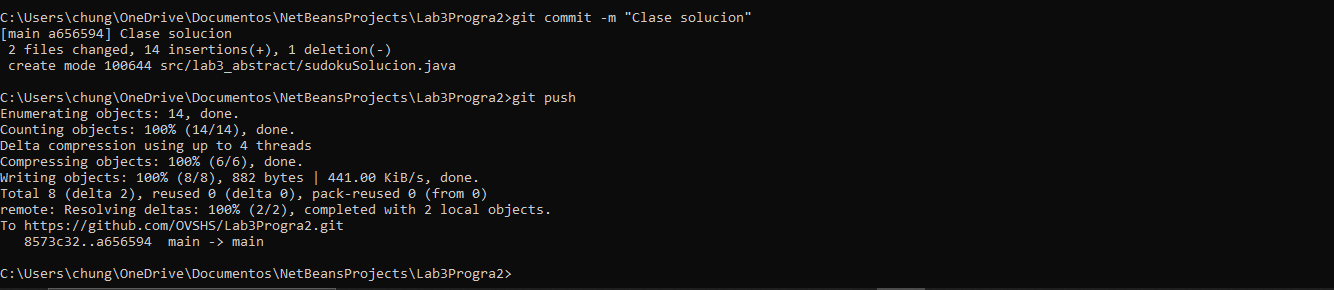 C:\Users\chung\OneDrive\Documentos\NetBeansProjects\Lab3Progra2>git commit -m "Clase solucion"
[main a656594] Clase solucion
 2 files changed, 14 insertions(+), 1 deletion(-)
 create mode 100644 src/lab3_abstract/sudokuSolucion.java

C:\Users\chung\OneDrive\Documentos\NetBeansProjects\Lab3Progra2>git push
Enumerating objects: 14, done.
Counting objects: 100% (14/14), done.
Delta compression using up to 4 threads
Compressing objects: 100% (6/6), done.
Writing objects: 100% (8/8), 882 bytes | 441.00 KiB/s, done.
Total 8 (delta 2), reused 0 (delta 0), pack-reused 0 (from 0)
remote: Resolving deltas: 100% (2/2), completed with 2 local objects.
To https://github.com/OVSHS/Lab3Progra2.git
   8573c32..a656594  main -> main

C:\Users\chung\OneDrive\Documentos\NetBeansProjects\Lab3Progra2>